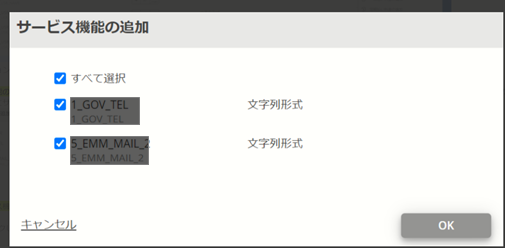 サービス機能の追加
すべて選択
1_GOV_TEL 文字列形式
1_GOV_TEL
5_EMM_MAIL_2 文字列形式
5_EMM_MAIL_2
キャンセル OK